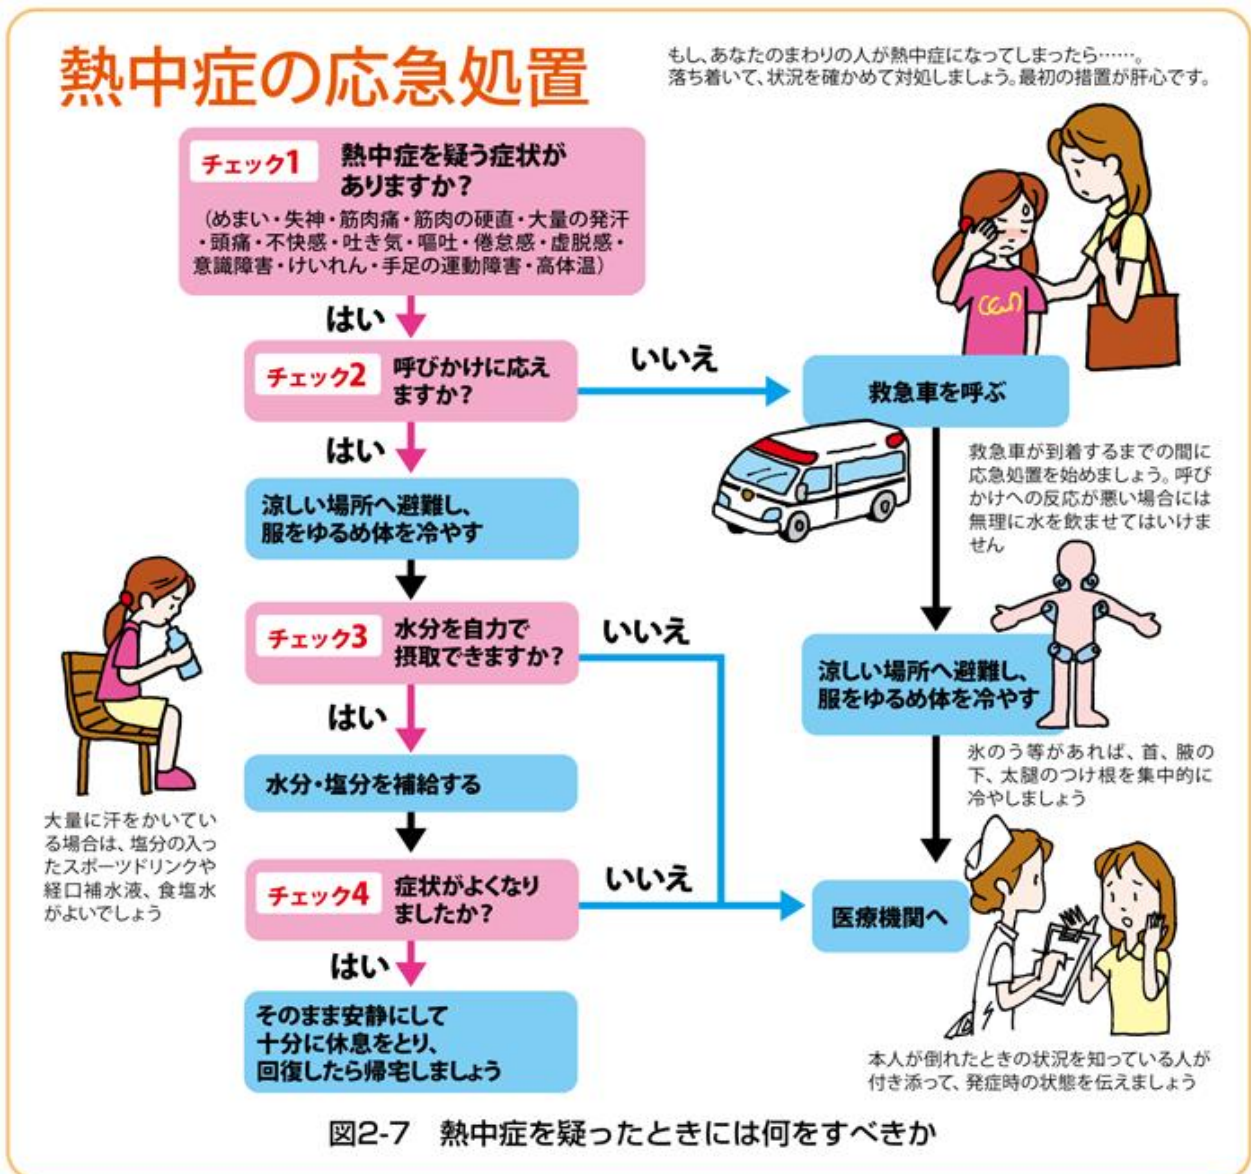 熱中症の応急処置
もし、あなたのまわりの人が熱中症になってしまったら……。
落ち着いて、状況を確かめて対処しましょう。最初の措置が肝心です。
チェック1
熱中症を疑う症状が
ありますか?
(めまい・失神・筋肉痛・筋肉の硬直・大量の発汗
・頭痛・不快感・吐き気・嘔吐・倦怠感・虚脱感・
意識障害・けいれん・手足の運動障害・高体温)
はい
チェック2
呼びかけに応え
ますか?
いいえ
救急車を呼ぶ
はい
救急車が到着するまでの間に
応急処置を始めましょう。呼び
かけへの反応が悪い場合には
無理に水を飲ませてはいけま
せん
涼しい場所へ避難し、
服をゆるめ体を冷やす
チェック3
水分を自力で
摂取できますか?
いいえ
涼しい場所へ避難し、
服をゆるめ体を冷やす
はい
氷のう等があれば、首、腋の
下、太腿のつけ根を集中的に
冷やしましょう
水分・塩分を補給する
大量に汗をかいてい
る場合は、塩分の入っ
たスポーツドリンクや
経口補水液、食塩水
がよいでしょう
チェック4
症状がよくなり
ましたか?
いいえ
医療機関へ
はい
そのまま安静にして
十分に休息をとり、
回復したら帰宅しましょう
本人が倒れたときの状況を知っている人が
付き添って、発症時の状態を伝えましょう
図2-7 熱中症を疑ったときには何をすべきか